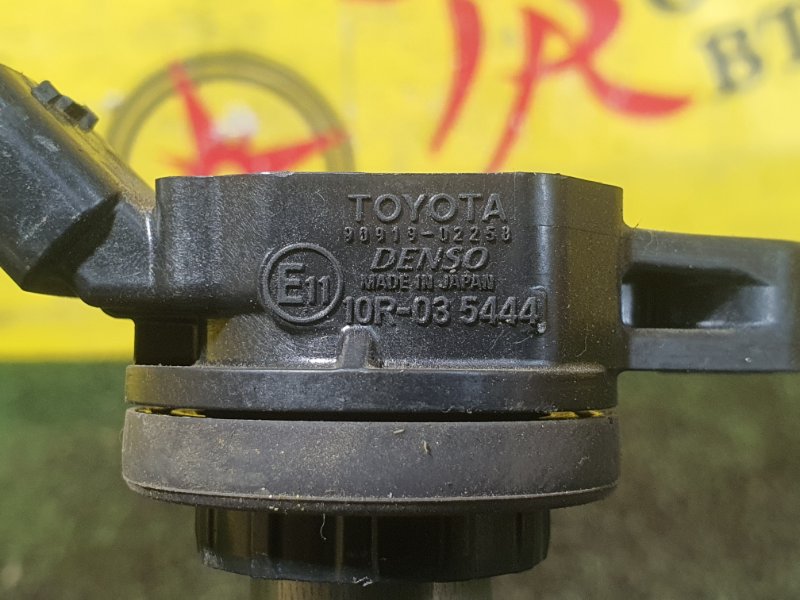 TOYOTA
90919-02258
DENSO
MADE IN JAPAN
E11
10R-03 5444